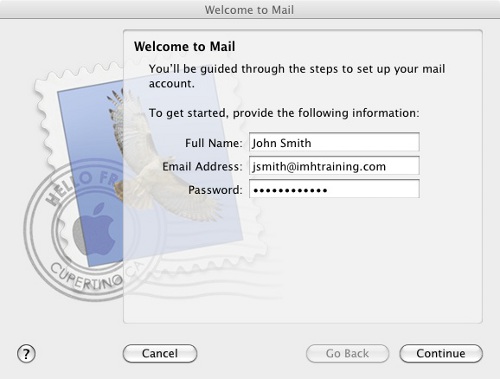 Welcome to Mail
Welcome to Mail
You'll be guided through the steps to set up your mail
account.
To get started, provide the following information:
Full Name: John Smith
Email Address: jsmith@imhtraining.com
Password: ••••••••••••
HELLO FROM
CUPERTINO CA
? Cancel Go Back Continue